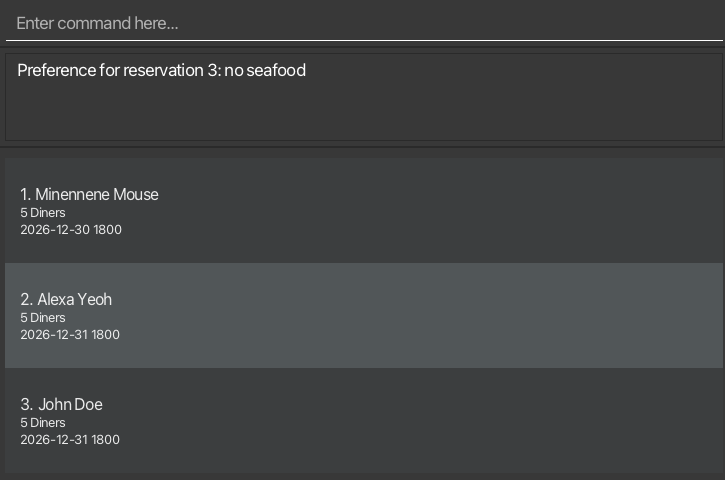 Enter command here...
Preference for reservation 3: no seafood
1. Minennene Mouse
5 Diners
2026-12-30 1800
2. Alexa Yeoh
5 Diners
2026-12-31 1800
3. John Doe
5 Diners
2026-12-31 1800